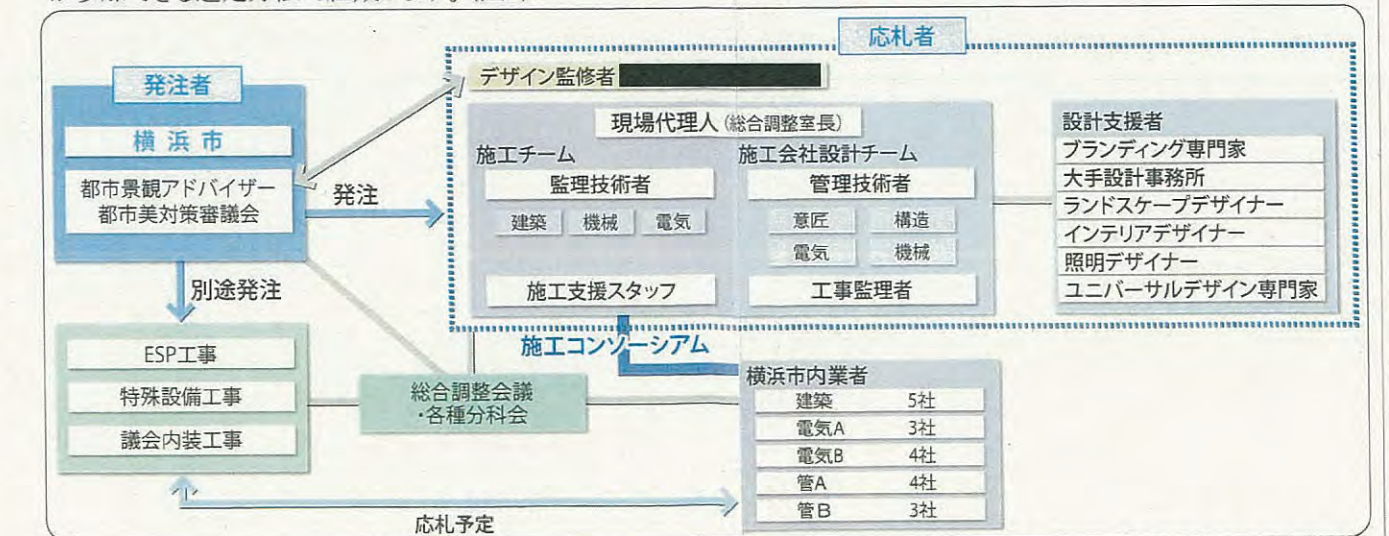 応札者
発注者
横浜市
都市景観アドバイザー
都市美対策審議会
発注
別途発注
デザイン監修者
現場代理人(総合調整室長)
施工チーム
監理技術者
建築 機械 電気
施工支援スタッフ
施工会社設計チーム
管理技術者
意匠 構造
電気 機械
工事監理者
設計支援者
ブランディング専門家
大手設計事務所
ランドスケープデザイナー
インテリアデザイナー
照明デザイナー
ユニバーサルデザイン専門家
施工コンソーシアム
ESP工事
特殊設備工事
議会内装工事
総合調整会議
・各種分科会
横浜市内業者
建築 5社
電気A 3社
電気B 4社
管A 4社
管B 3社
応札予定